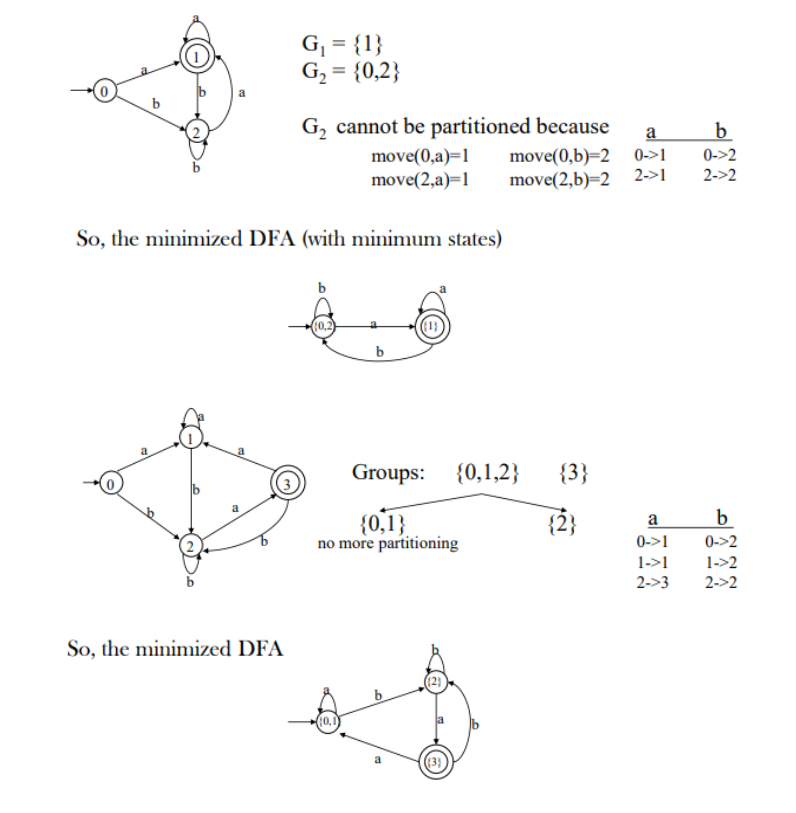 a
1
G1 = {1}
G2 = {0,2}
a
0
b
a
b
2
b
G2 cannot be partitioned because
a b
move(0,a)=1 move(0,b)=2 0->1 0->2
move(2,a)=1 move(2,b)=2 2->1 2->2
So, the minimized DFA (with minimum states)
b a
{0,2} a {1}
b
a
1
a a
0
3
b
a
b
2
b
b
Groups: {0,1,2} {3}
{0,1} {2}
no more partitioning
a b
0->1 0->2
1->1 1->2
2->3 2->2
So, the minimized DFA
b
{2}
a b
{0,1} a b
a {3}